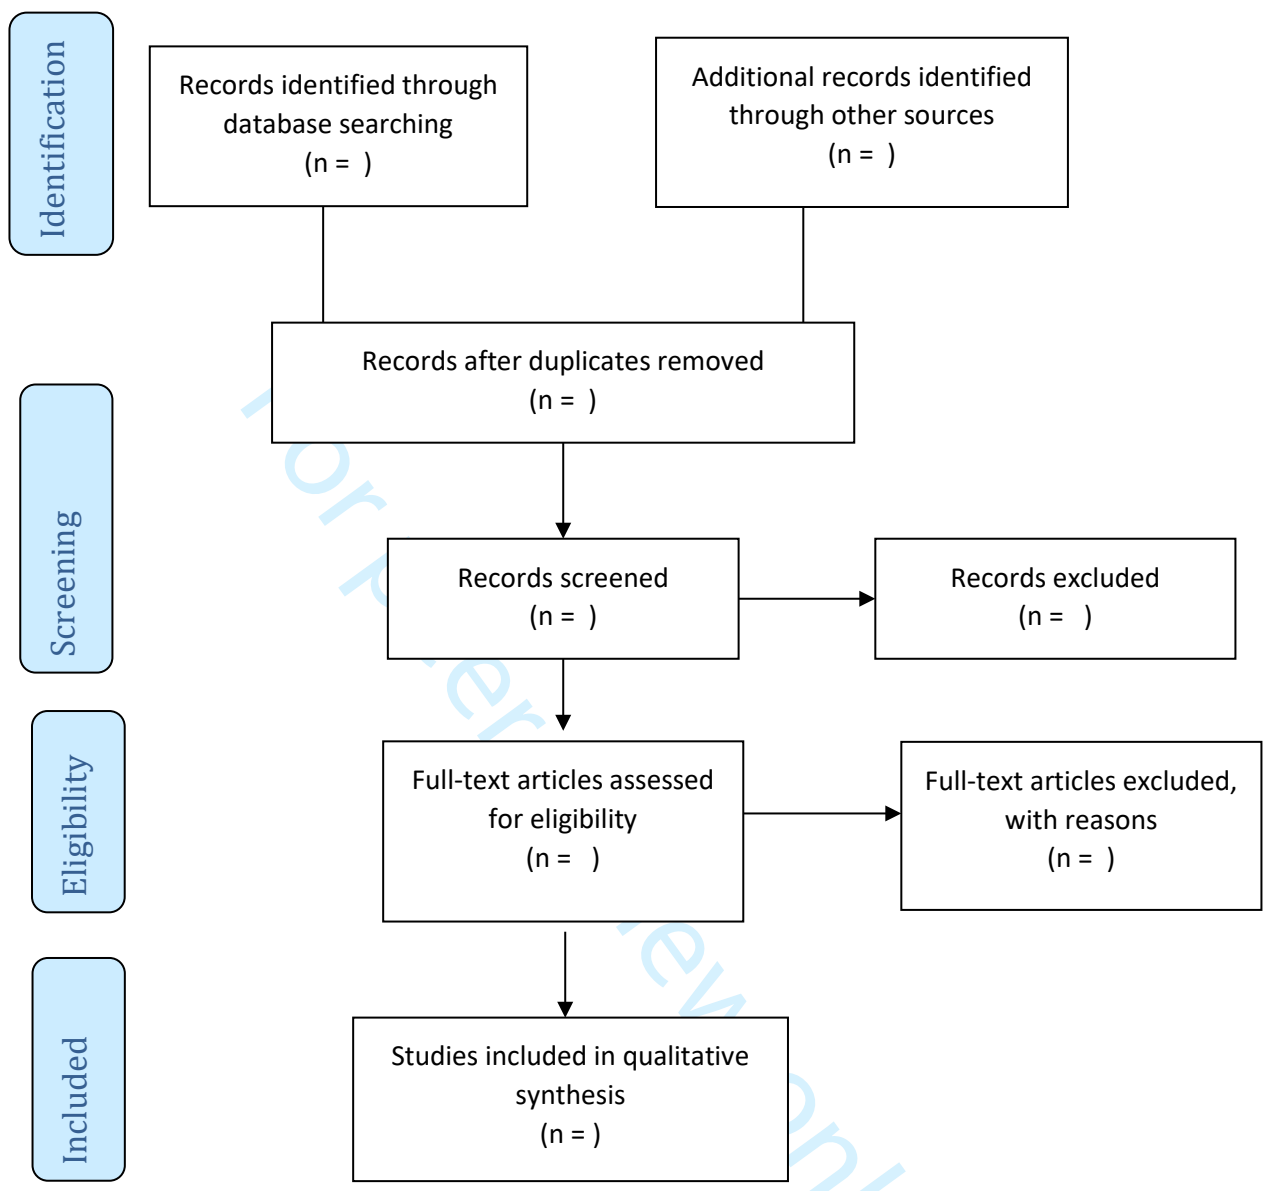 Identification
Records identified through
database searching
(n =  )
Additional records identified
through other sources
(n =  )
Records after duplicates removed
(n =  )
Screening
Records screened
(n =  )
Records excluded
(n =   )
Eligibility
Full-text articles assessed
for eligibility
(n =   )
Full-text articles excluded,
with reasons
(n =  )
Included
Studies included in qualitative
synthesis
(n = )